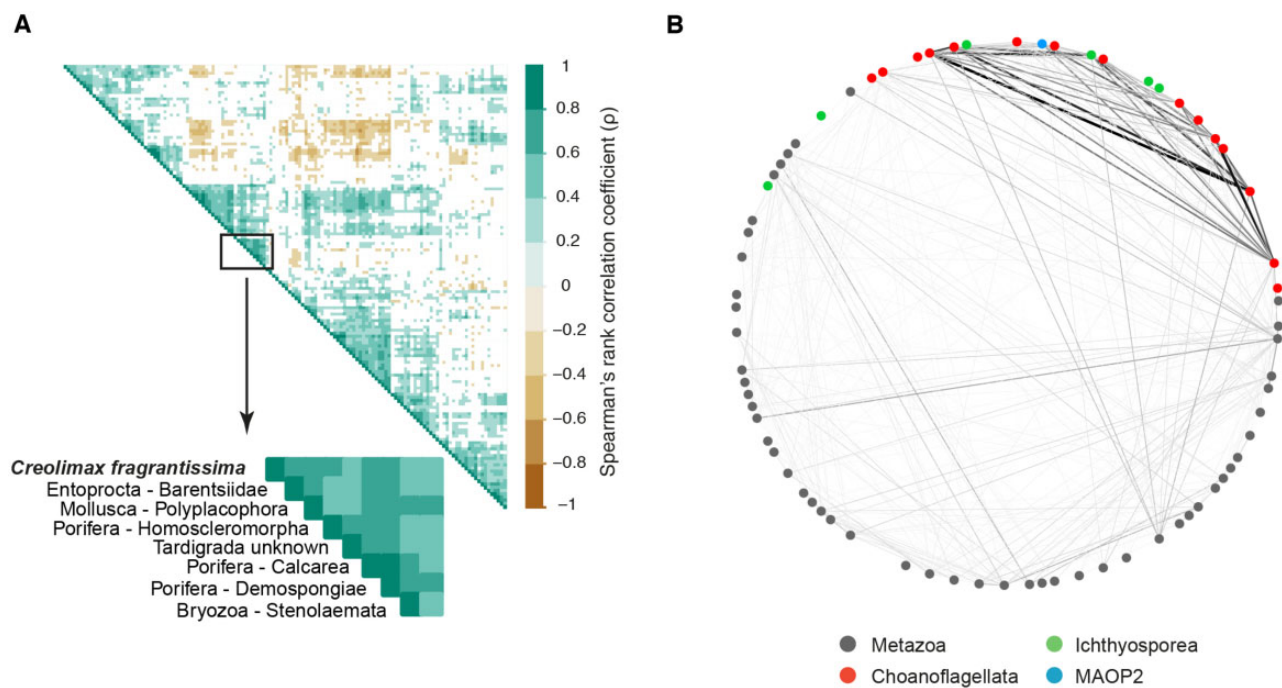 A
B
1
0.8
0.6
0.4
0.2
0
−0.2
−0.4
−0.6
−0.8
−1
Spearman's rank correlation coefficient (ρ)
Creolimax fragrantissima
Entoprocta - Barentsiidae
Mollusca - Polyplacophora
Porifera - Homoscleromorpha
Tardigrada unknown
Porifera - Calcarea
Porifera - Demospongiae
Bryozoa - Stenolaemata
Metazoa
Ichthyosporea
Choanoflagellata
MAOP2